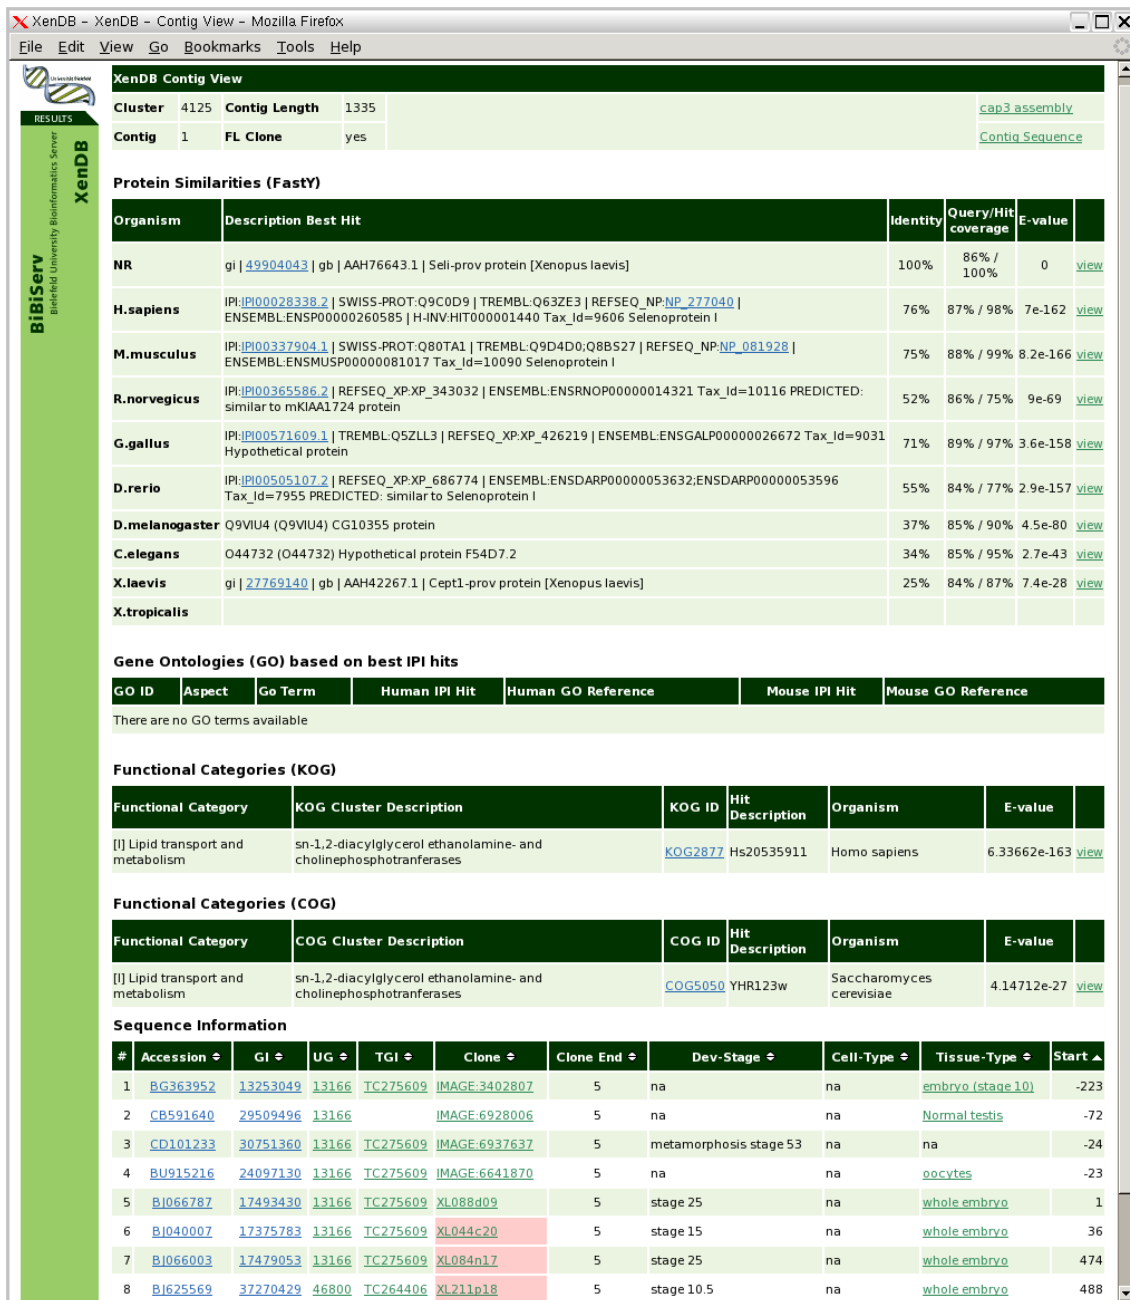 XenDB - XenDB - Contig View - Mozilla Firefox
File Edit View Go Bookmarks Tools Help
Universität Bielefeld
RESULTS
BiBiServ
Bielefeld University Bioinformatics Server
XenDB
XenDB Contig View
Cluster 4125 Contig Length 1335 cap3 assembly
Contig 1 FL Clone yes Contig Sequence
Protein Similarities (FastY)
Organism Description Best Hit Identity Query/Hit coverage E-value
NR gi | 49904043 | gb | AAH76643.1 | Seli-prov protein [Xenopus laevis] 100% 86% / 100% 0 view
H.sapiens IPI:IPI00028338.2 | SWISS-PROT:Q9C0D9 | TREMBL:Q63ZE3 | REFSEQ_NP:NP_277040 | 76% 87% / 98% 7e-162 view
ENSEMBL:ENSP00000260585 | H-INV:HIT000001440 Tax_Id=9606 Selenoprotein I
M.musculus IPI:IPI00337904.1 | SWISS-PROT:Q80TA1 | TREMBL:Q9D4D0;Q8BS27 | REFSEQ_NP:NP_081928 | 75% 88% / 99% 8.2e-166 view
ENSEMBL:ENSMUSP00000081017 Tax_Id=10090 Selenoprotein I
R.norvegicus IPI:IPI00365586.2 | REFSEQ_XP:XP_343032 | ENSEMBL:ENSRNOP00000014321 Tax_Id=10116 PREDICTED: 52% 86% / 75% 9e-69 view
similar to mKIAA1724 protein
G.gallus IPI:IPI00571609.1 | TREMBL:Q5ZLL3 | REFSEQ_XP:XP_426219 | ENSEMBL:ENSGALP00000026672 Tax_Id=9031 71% 89% / 97% 3.6e-158 view
Hypothetical protein
D.rerio IPI:IPI00505107.2 | REFSEQ_XP:XP_686774 | ENSEMBL:ENSDARP00000053632;ENSDARP00000053596 55% 84% / 77% 2.9e-157 view
Tax_Id=7955 PREDICTED: similar to Selenoprotein I
D.melanogaster Q9VIU4 (Q9VIU4) CG10355 protein 37% 85% / 90% 4.5e-80 view
C.elegans O44732 (O44732) Hypothetical protein F54D7.2 34% 85% / 95% 2.7e-43 view
X.laevis gi | 27769140 | gb | AAH42267.1 | Cept1-prov protein [Xenopus laevis] 25% 84% / 87% 7.4e-28 view
X.tropicalis
Gene Ontologies (GO) based on best IPI hits
GO ID Aspect Go Term Human IPI Hit Human GO Reference Mouse IPI Hit Mouse GO Reference
There are no GO terms available
Functional Categories (KOG)
Functional Category KOG Cluster Description KOG ID Hit Description Organism E-value
[I] Lipid transport and metabolism sn-1,2-diacylglycerol ethanolamine- and cholinephosphotranferases KOG2877 Hs20535911 Homo sapiens 6.33662e-163 view
Functional Categories (COG)
Functional Category COG Cluster Description COG ID Hit Description Organism E-value
[I] Lipid transport and metabolism sn-1,2-diacylglycerol ethanolamine- and cholinephosphotranferases COG5050 YHR123w Saccharomyces cerevisiae 4.14712e-27 view
Sequence Information
# Accession GI UG TGI Clone Clone End Dev-Stage Cell-Type Tissue-Type Start
1 BG363952 13253049 13166 TC275609 IMAGE:3402807 5 na na embryo (stage 10) -223
2 CB591640 29509496 13166 IMAGE:6928006 5 na na Normal testis -72
3 CD101233 30751360 13166 TC275609 IMAGE:6937637 5 metamorphosis stage 53 na na -24
4 BU915216 24097130 13166 TC275609 IMAGE:6641870 5 na na oocytes -23
5 BJ066787 17493430 13166 TC275609 XL088d09 5 stage 25 na whole embryo 1
6 BJ040007 17375783 13166 TC275609 XL044c20 5 stage 15 na whole embryo 36
7 BJ066003 17479053 13166 TC275609 XL084n17 5 stage 25 na whole embryo 474
8 BJ625569 37270429 46800 TC264406 XL211p18 5 stage 10.5 na whole embryo 488